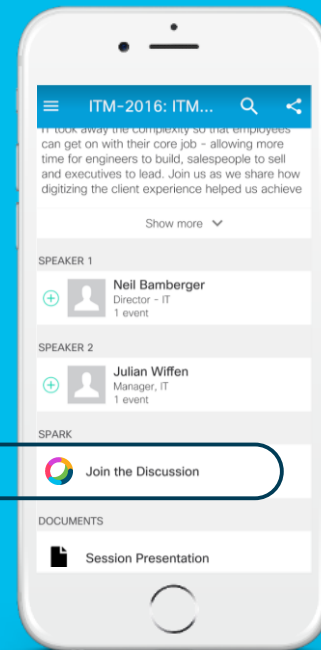 ITM-2016: ITM...
IT took away the complexity so that employees
can get on with their core job - allowing more
time for engineers to build, salespeople to sell
and executives to lead. Join us as we share how
digitizing the client experience helped us achieve
Show more
SPEAKER 1
Neil Bamberger
Director - IT
1 event
SPEAKER 2
Julian Wiffen
Manager, IT
1 event
SPARK
Join the Discussion
DOCUMENTS
Session Presentation